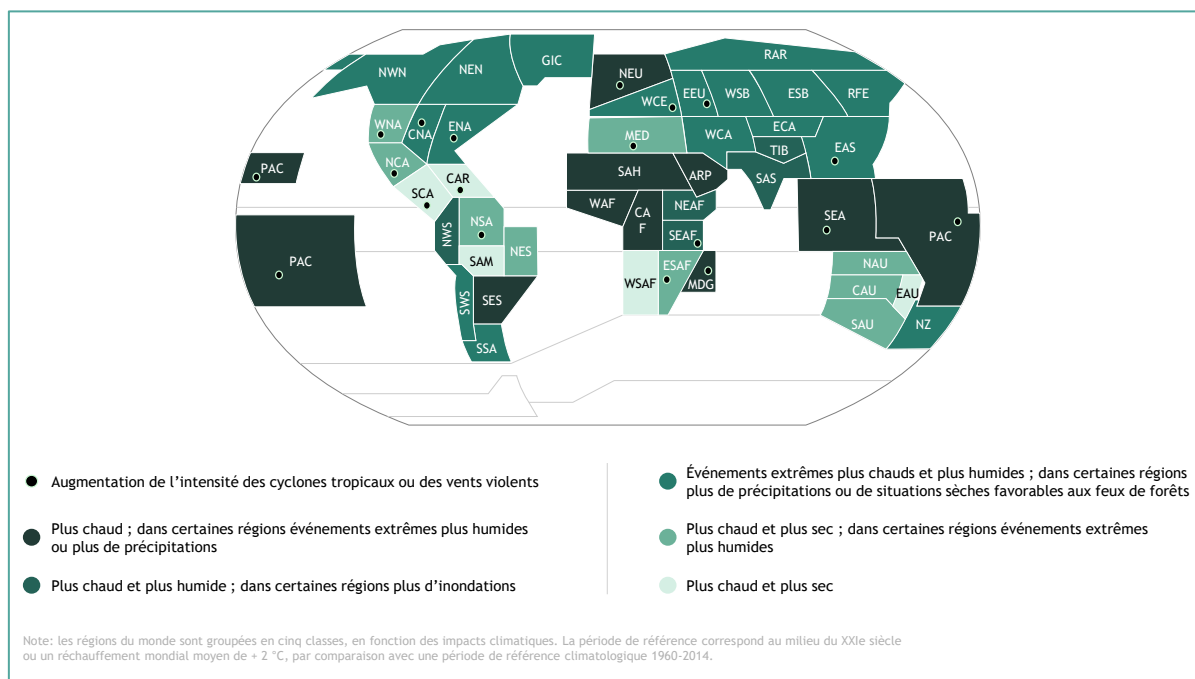 GIC
RAR
NWN
NEN
NEU
WCE
EEU
WSB
ESB
RFE
WNA
CNA
ENA
MED
WCA
ECA
TIB
EAS
PAC
NCA
SCA
CAR
SAH
ARP
SAS
WAF
CA
F
NEAF
SEAF
SEA
PAC
PAC
NWS
NSA
SAM
NES
WSAF
ESAF
MDG
NAU
CAU
EAU
SWS
SES
SAU
NZ
SSA
Augmentation de l’intensité des cyclones tropicaux ou des vents violents
Plus chaud ; dans certaines régions événements extrêmes plus humides
ou plus de précipitations
Plus chaud et plus humide ; dans certaines régions plus d’inondations
Événements extrêmes plus chauds et plus humides ; dans certaines régions
plus de précipitations ou de situations sèches favorables aux feux de forêts
Plus chaud et plus sec ; dans certaines régions événements extrêmes
plus humides
Plus chaud et plus sec
Note: les régions du monde sont groupées en cinq classes, en fonction des impacts climatiques. La période de référence correspond au milieu du XXIe siècle
ou un réchauffement mondial moyen de + 2 °C, par comparaison avec une période de référence climatologique 1960-2014.